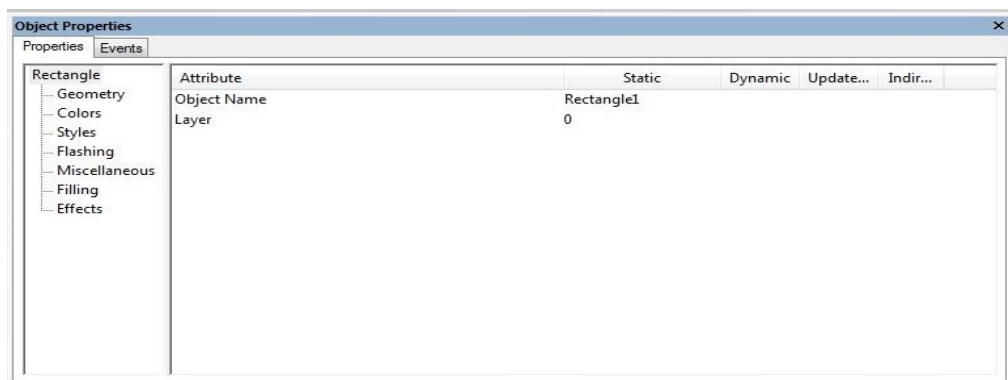 Object Properties
Properties Events
Rectangle
Geometry
Colors
Styles
Flashing
Miscellaneous
Filling
Effects
Attribute Static Dynamic Update... Indir...
Object Name Rectangle1
Layer 0